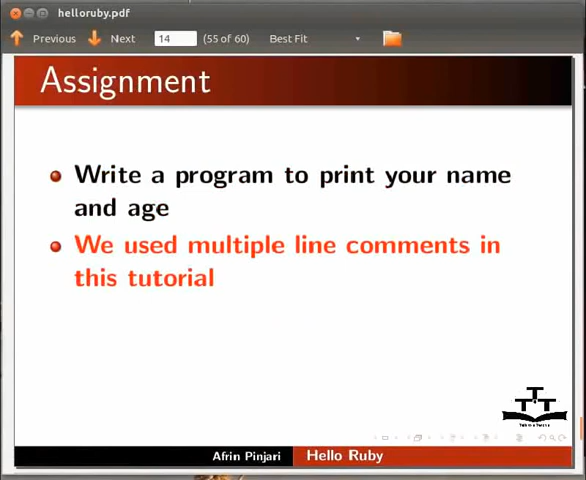 helloruby.pdf
Previous Next 14 (55 of 60) Best Fit
Assignment
Write a program to print your name
and age
We used multiple line comments in
this tutorial
Afrin Pinjari Hello Ruby